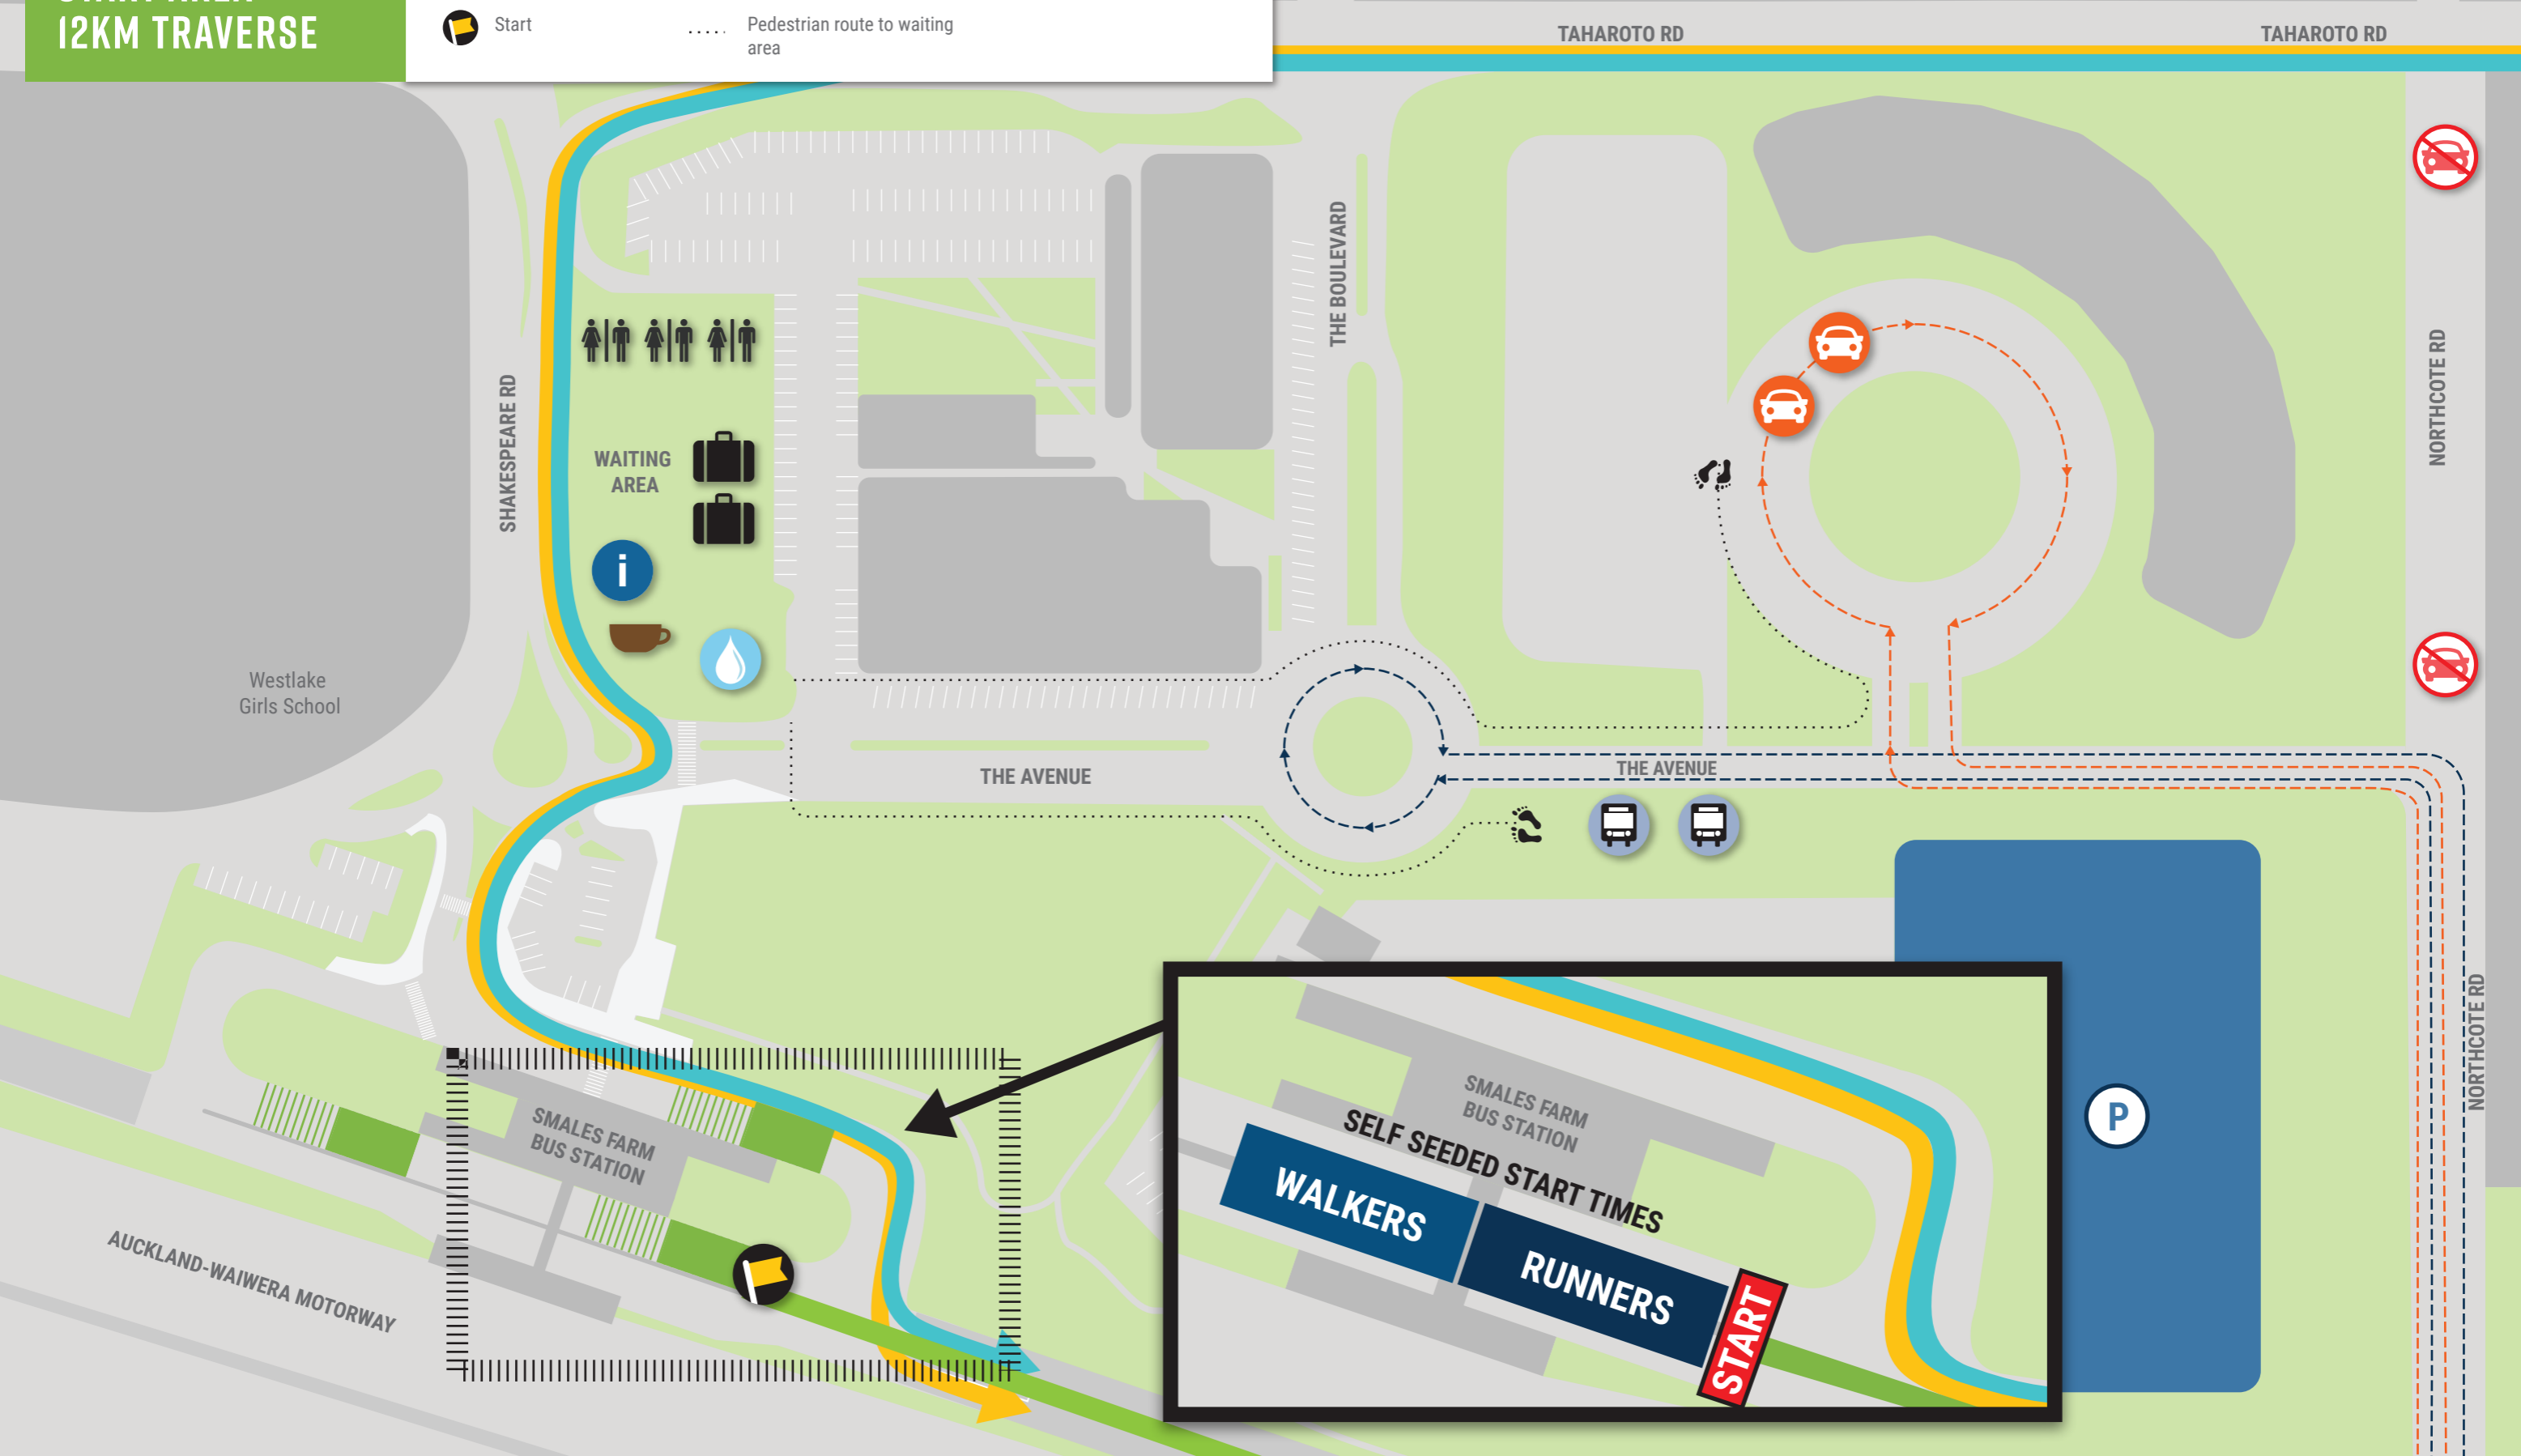 START AREA
12KM TRAVERSE
Start
Pedestrian route to waiting
area
TAHAROTO RD
TAHAROTO RD
THE BOULEVARD
SHAKESPEARE RD
NORTHCOTE RD
WAITING
AREA
i
Westlake
Girls School
THE AVENUE
THE AVENUE
NORTHCOTE RD
P
SMALES FARM
BUS STATION
AUCKLAND-WAIWERA MOTORWAY
SMALES FARM
BUS STATION
SELF SEEDED START TIMES
WALKERS
RUNNERS
START